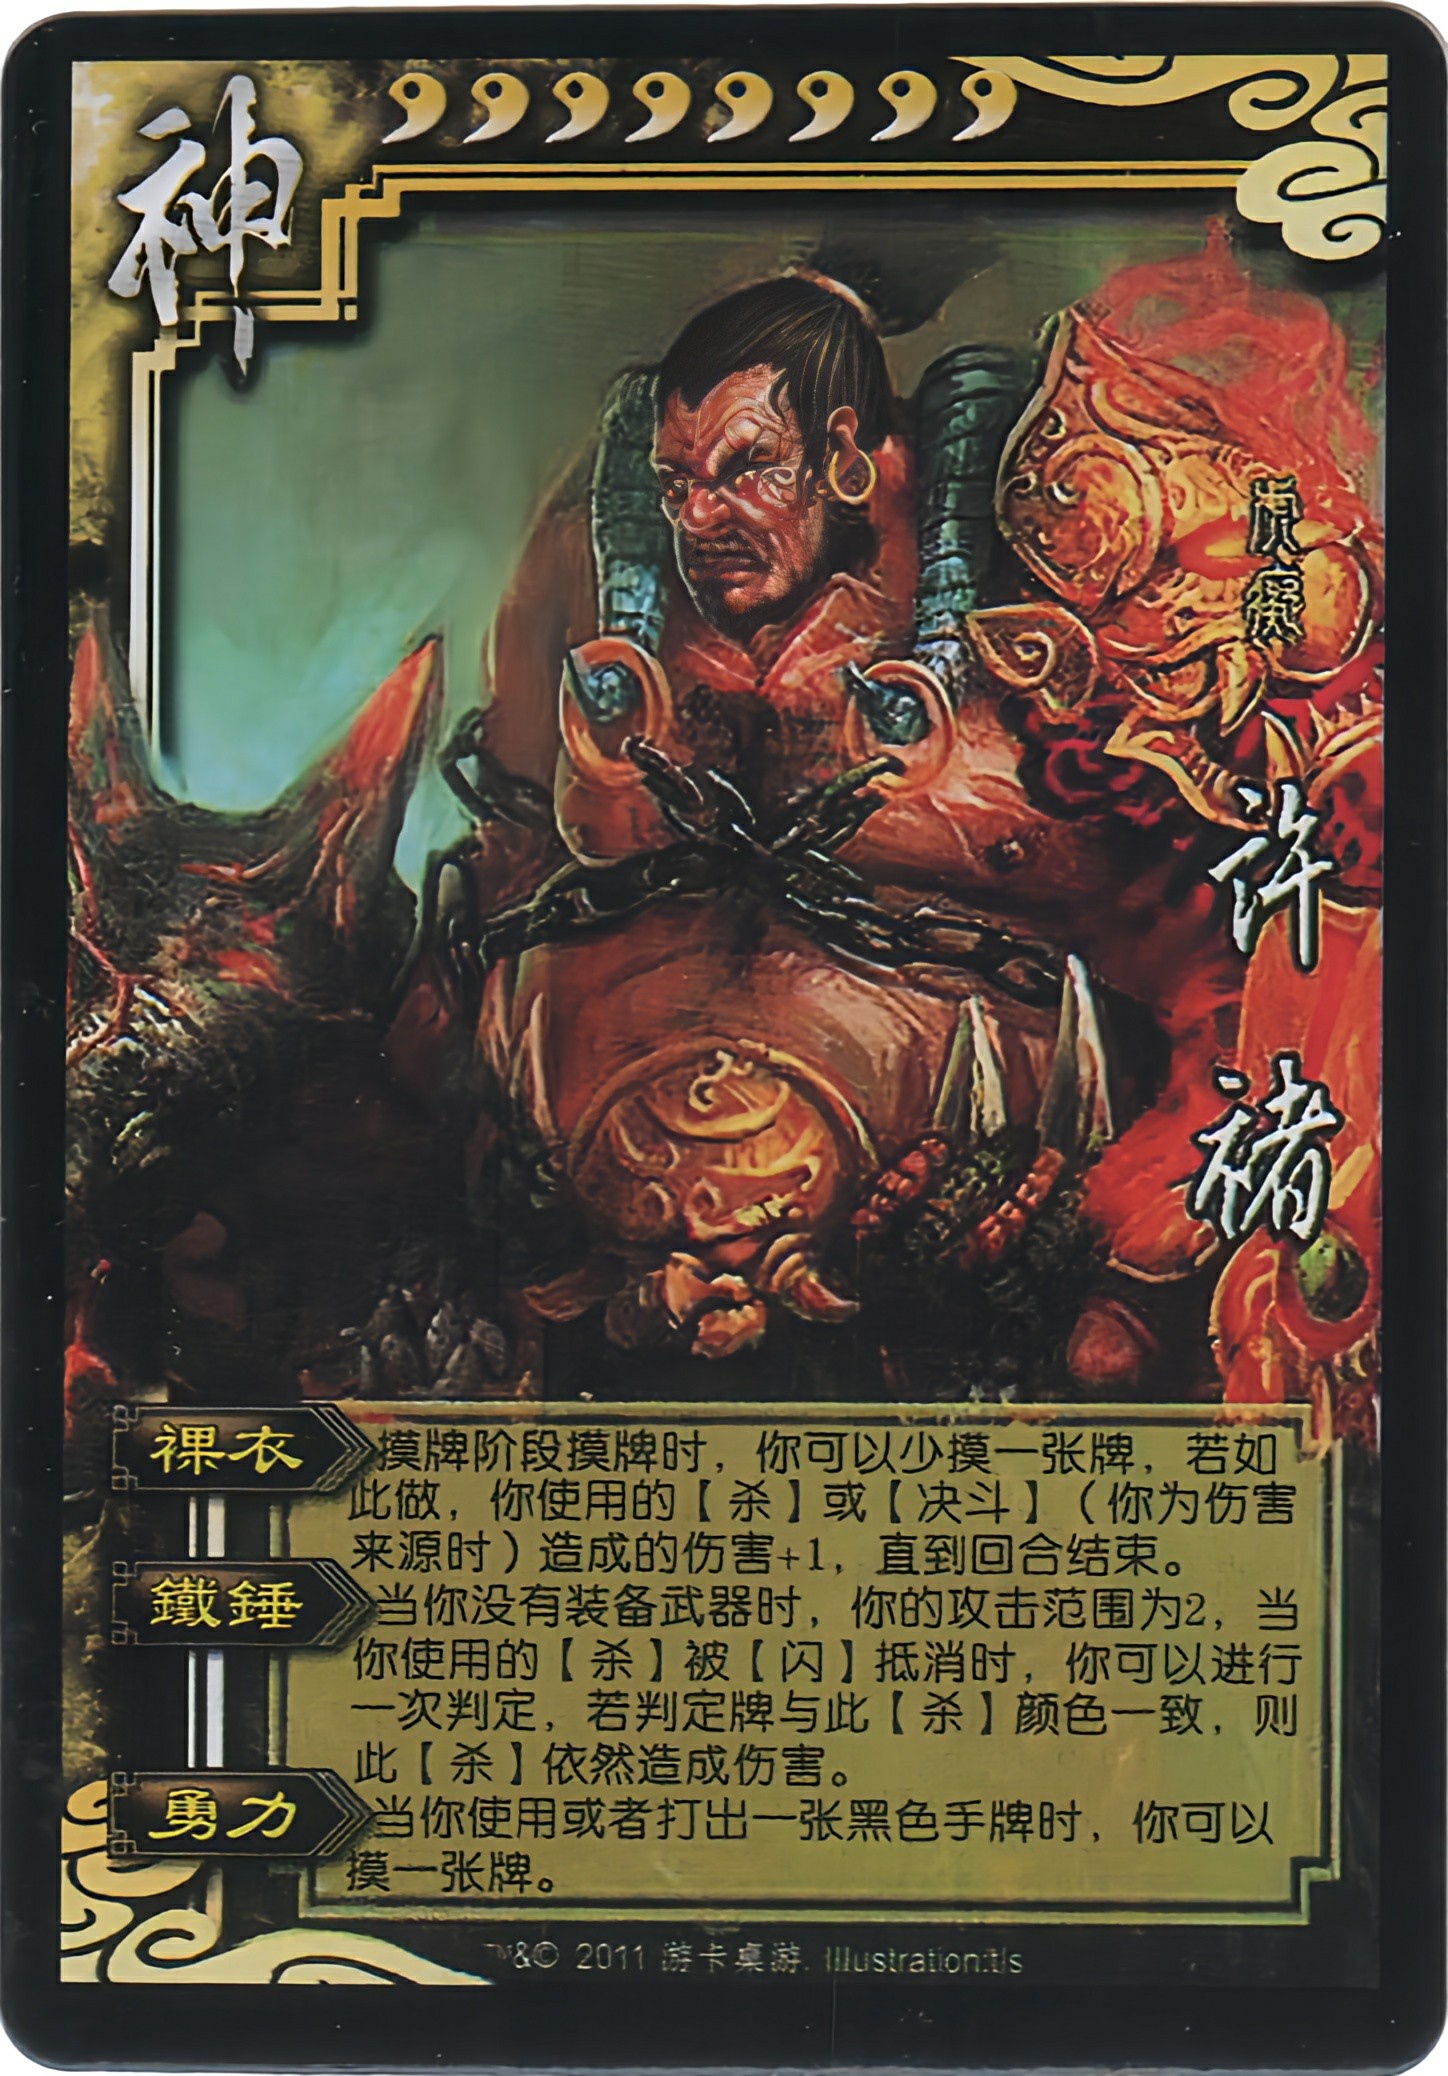 神
许褚
裸衣
摸牌阶段摸牌时，你可以少摸一张牌，若如
此做，你使用的【杀】或【决斗】（你为伤害
来源时）造成的伤害+1，直到回合结束。
鐵錘
当你没有装备武器时，你的攻击范围为2，当
你使用的【杀】被【闪】抵消时，你可以进行
一次判定，若判定牌与此【杀】颜色一致，则
此【杀】依然造成伤害。
勇力
当你使用或者打出一张黑色手牌时，你可以
摸一张牌。
™&© 2011 游卡桌游. Illustration:tls